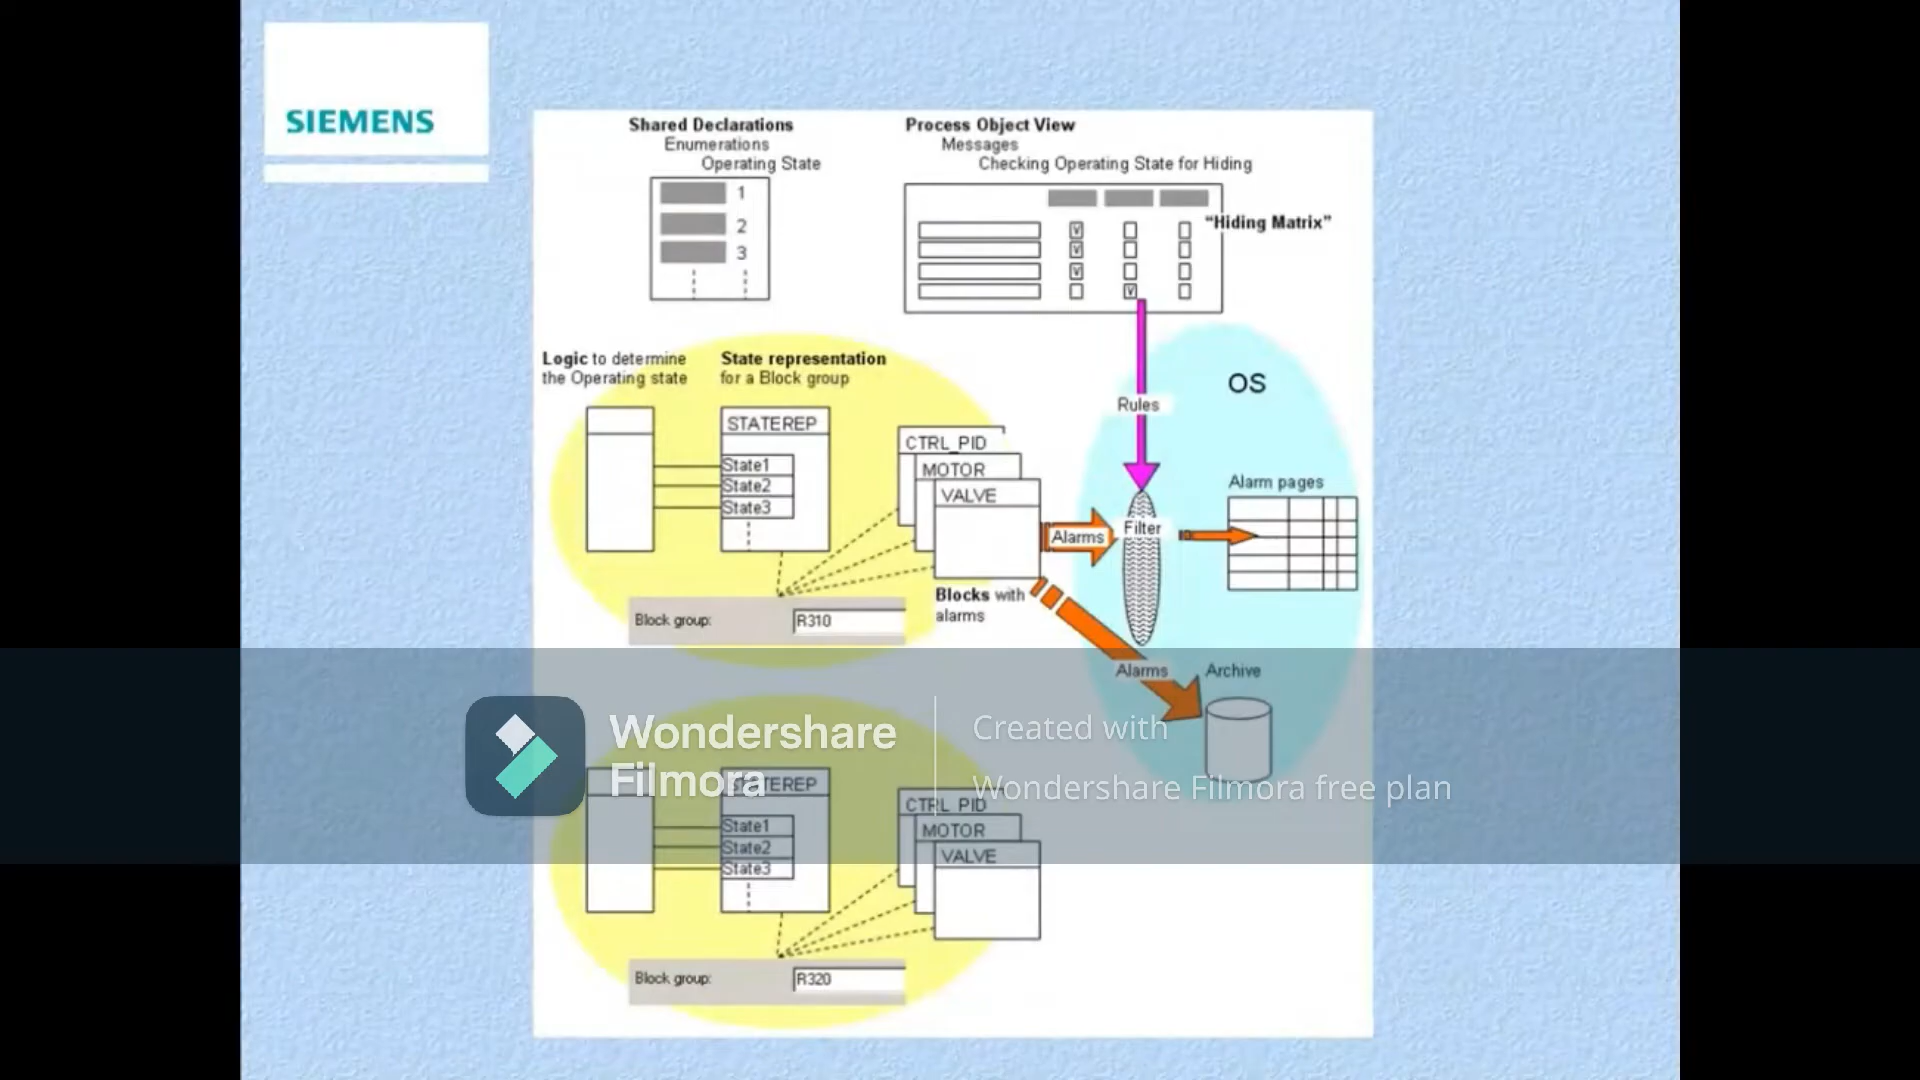 SIEMENS
Shared Declarations
Enumerations
Operating State
1
2
3
Process Object View
Messages
Checking Operating State for Hiding
"Hiding Matrix"
Logic to determine
the Operating state
State representation
for a Block group
STATEREP
State1
State2
State3
CTRL_PID
MOTOR
VALVE
Block group:
R310
Blocks with
alarms
Rules
OS
Alarms
Filter
Alarm pages
Alarms
Archive
Wondershare
Filmora
Created with
Wondershare Filmora free plan
STATEREP
State1
State2
State3
CTRL_PID
MOTOR
VALVE
Block group:
R320